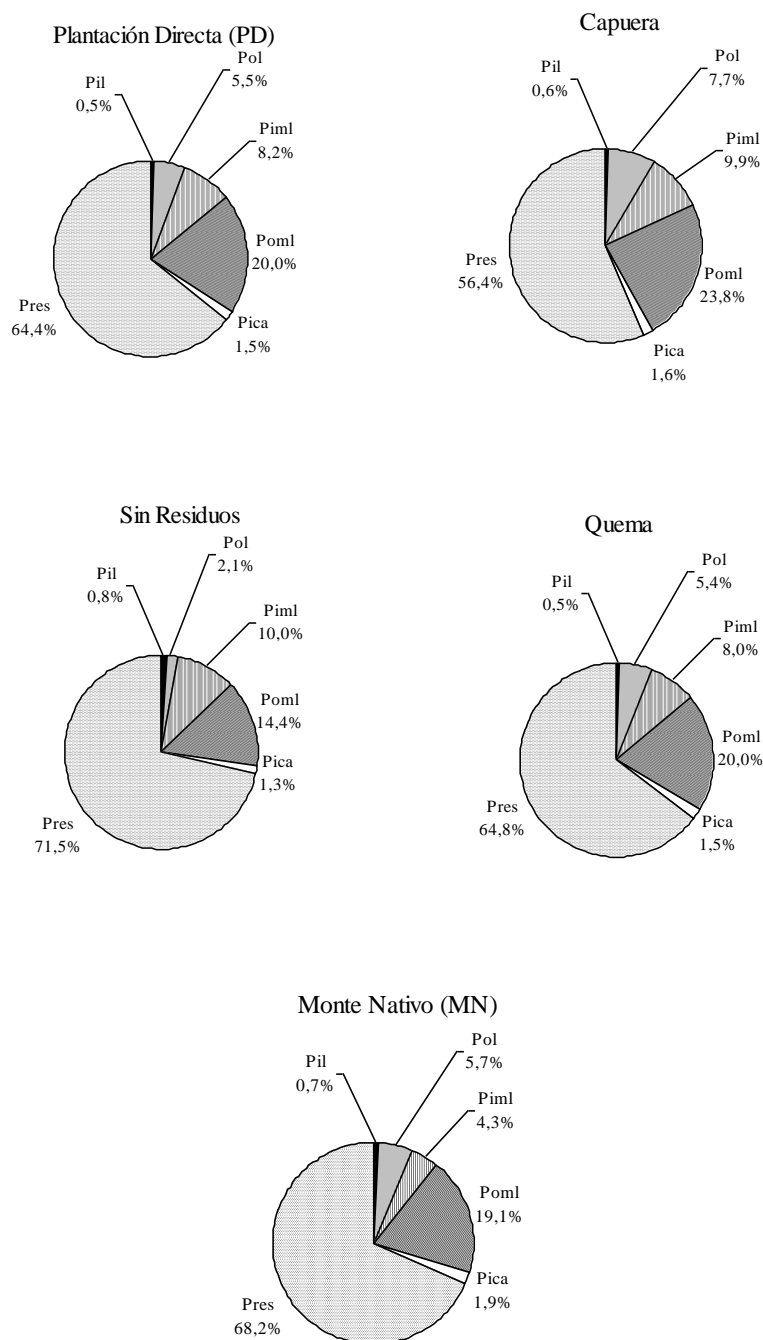 Plantación Directa (PD)
Pil
0,5%
Pol
5,5%
Piml
8,2%
Poml
20,0%
Pica
1,5%
Pres
64,4%
Capuera
Pil
0,6%
Pol
7,7%
Piml
9,9%
Poml
23,8%
Pica
1,6%
Pres
56,4%
Sin Residuos
Pil
0,8%
Pol
2,1%
Piml
10,0%
Poml
14,4%
Pica
1,3%
Pres
71,5%
Quema
Pil
0,5%
Pol
5,4%
Piml
8,0%
Poml
20,0%
Pica
1,5%
Pres
64,8%
Monte Nativo (MN)
Pil
0,7%
Pol
5,7%
Piml
4,3%
Poml
19,1%
Pica
1,9%
Pres
68,2%